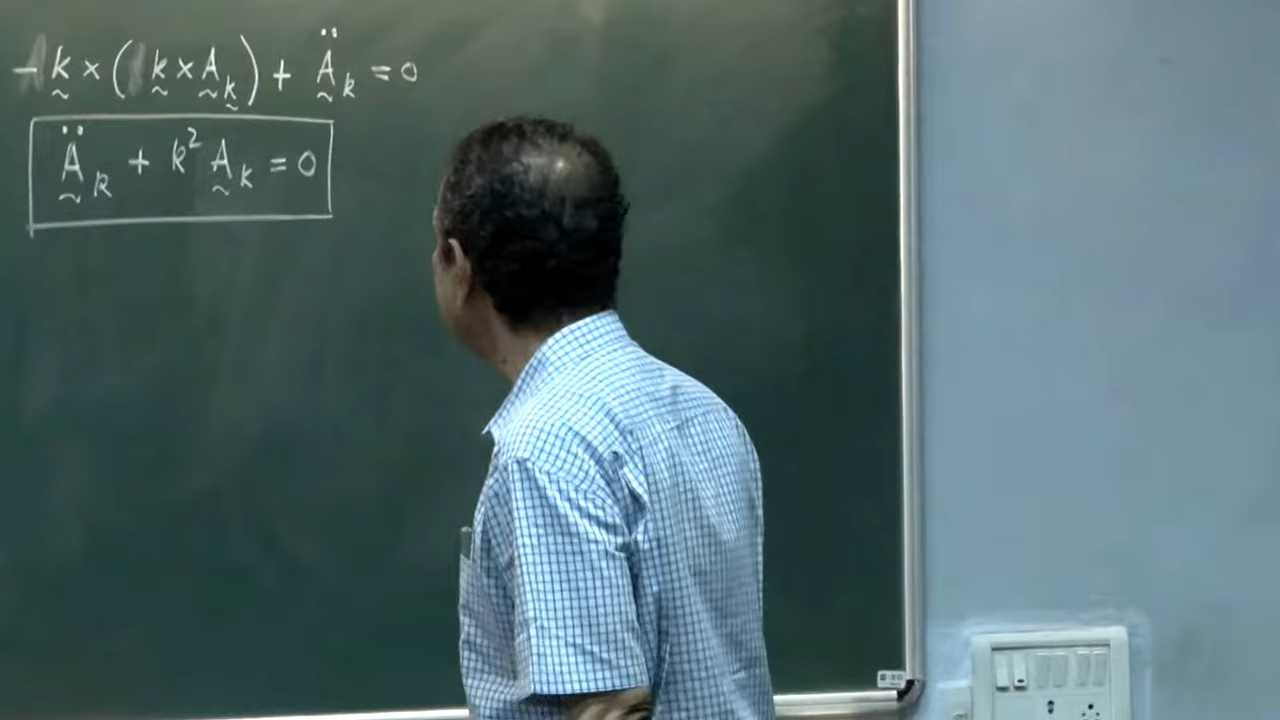 - k × ( k × A_k ) + Ä_k = 0
Ä_k + k² A_k = 0